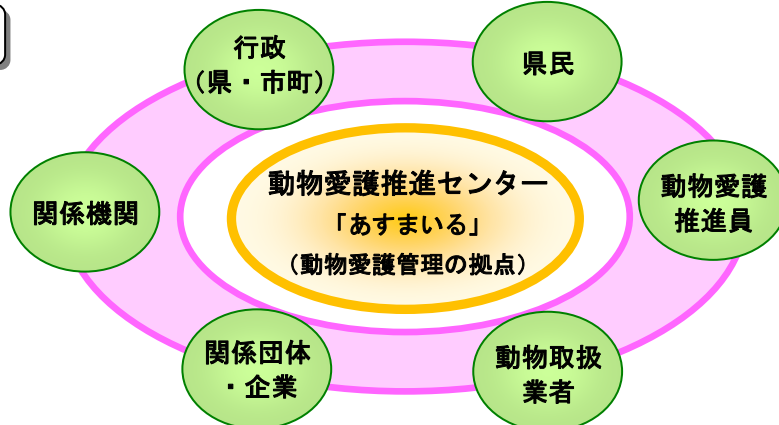 行政
（県・市町）
県民
関係機関
動物愛護推進センター
「あすまいる」
（動物愛護管理の拠点）
動物愛護
推進員
関係団体
・企業
動物取扱
業者